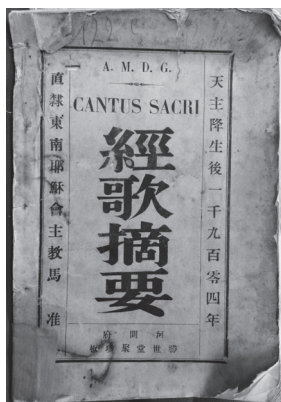 A. M. D. G.
CANTUS SACRI
天主降生後一千九百零四年
經歌摘要
直隸東南耶穌會主教馬 准
河間府
勝世堂聚珍板